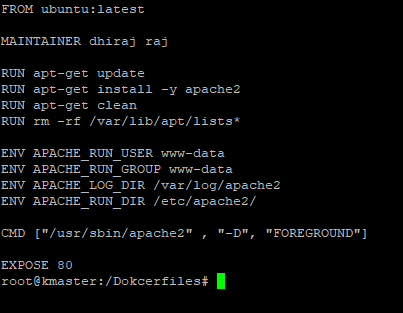 FROM ubuntu:latest
MAINTAINER dhiraj raj
RUN apt-get update
RUN apt-get install -y apache2
RUN apt-get clean
RUN rm -rf /var/lib/apt/lists*
ENV APACHE_RUN_USER www-data
ENV APACHE_RUN_GROUP www-data
ENV APACHE_LOG_DIR /var/log/apache2
ENV APACHE_RUN_DIR /etc/apache2/
CMD ["/usr/sbin/apache2" , "-D", "FOREGROUND"]
EXPOSE 80
root@kmaster:/Dokcerfiles#